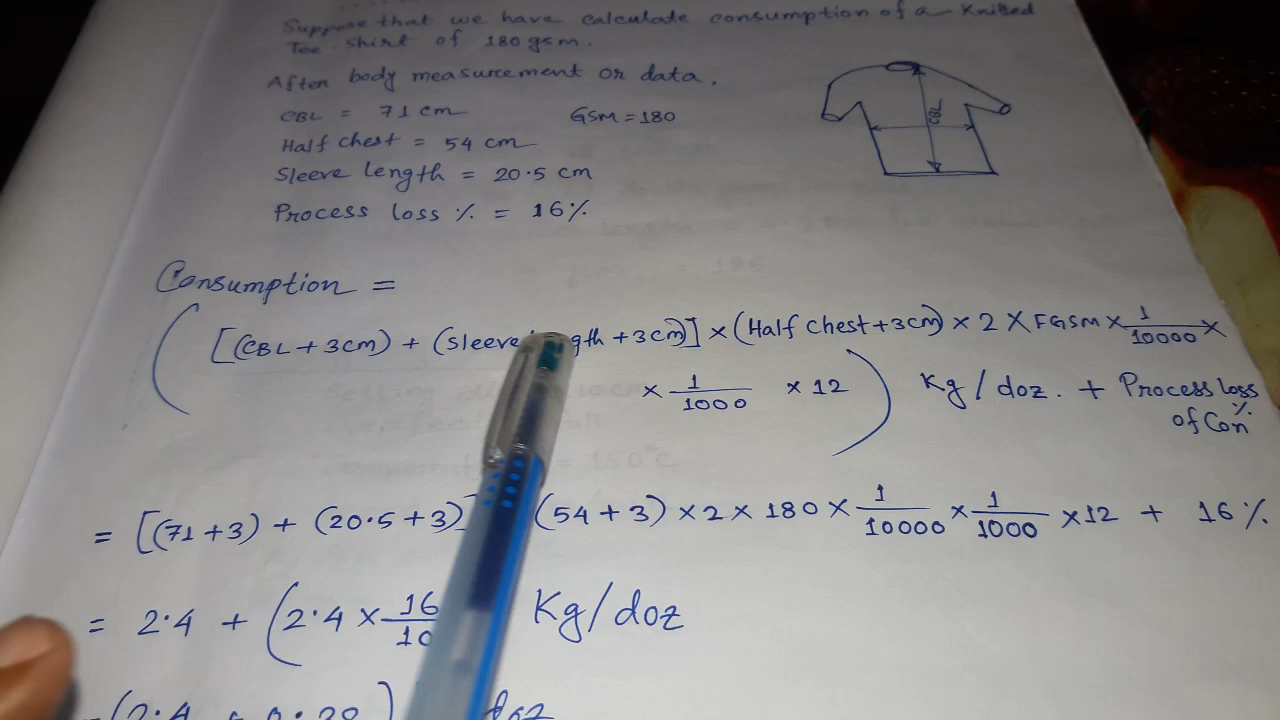 Suppose that we have calculate consumption of a Knitted
Tee shirt of 180 gsm.
After body measurement or data.
CBL = 71 cm GSM = 180
CBL
Half chest = 54 cm
Sleeve length = 20.5 cm
Process loss % = 16%
Consumption =
([(CBL + 3cm) + ( +3cm)] × (Half chest + 3cm) × 2 × FGSM × 1/10000 ×
× 1/1000 × 12) Kg/doz. + Process loss
% of Con
= [(71+3) + (20.5+3)] (54+3) × 2 × 180 × 1/10000 × 1/1000 × 12 + 16%
= 2.4 + (2.4 × 16/ Kg/doz